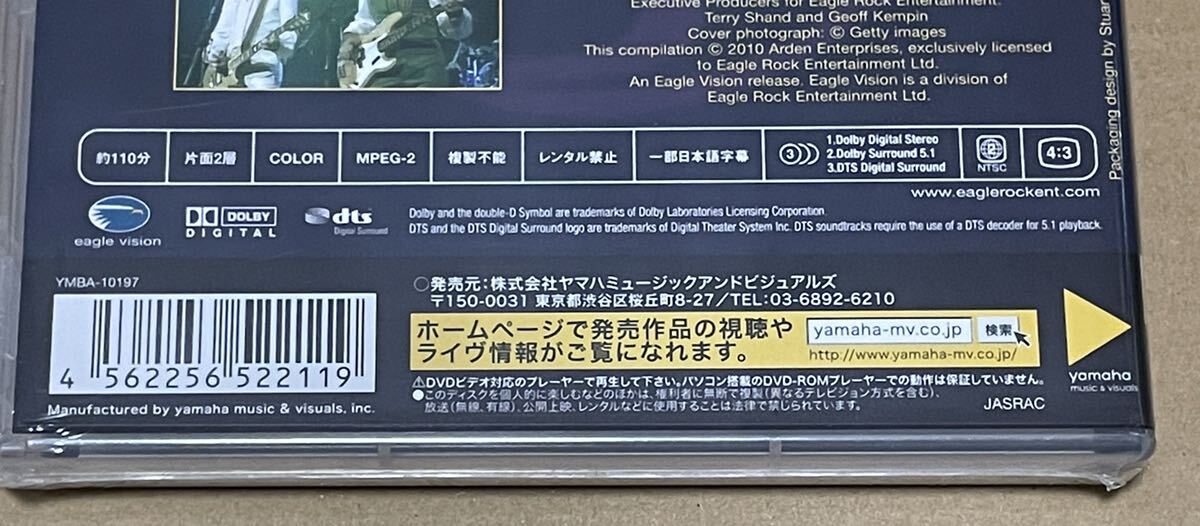 Executive Producers for Eagle Rock Entertainment:
Terry Shand and Geoff Kempin
Cover photograph: © Getty images
This compilation © 2010 Arden Enterprises, exclusively licensed
to Eagle Rock Entertainment Ltd.
An Eagle Vision release. Eagle Vision is a division of
Eagle Rock Entertainment Ltd.
Packaging design by
約110分
片面2層
COLOR
MPEG-2
複製不能
レンタル禁止
一部日本語字幕
3
1.Dolby Digital Stereo
2.Dolby Surround 5.1
3.DTS Digital Surround
2
NTSC
4:3
www.eaglerockent.com
eagle vision
DOLBY
DIGITAL
dts
Digital Surround
Dolby and the double-D Symbol are trademarks of Dolby Laboratories Licensing Corporation.
DTS and the DTS Digital Surround logo are trademarks of Digital Theater System Inc. DTS soundtracks require the use of a DTS decoder for 5.1 playback.
YMBA-10197
4 562256 522119
Manufactured by yamaha music & visuals, inc.
○発売元:株式会社ヤマハミュージックアンドビジュアルズ
〒150-0031 東京都渋谷区桜丘町8-27/TEL:03-6892-6210
ホームページで発売作品の視聴や
ライヴ情報がご覧になれます。
yamaha-mv.co.jp 検索
http://www.yamaha-mv.co.jp/
⚠DVDビデオ対応のプレーヤーで再生して下さい。パソコン搭載のDVD-ROMプレーヤーでの動作は保証していません。
●このディスクを個人的に楽しむなどのほかは、権利者に無断で複製(異なるテレビジョン方式を含む)、
放送(無線、有線)、公開上映、レンタルなどに使用することは法律で禁じられています。
JASRAC
yamaha
music & visuals